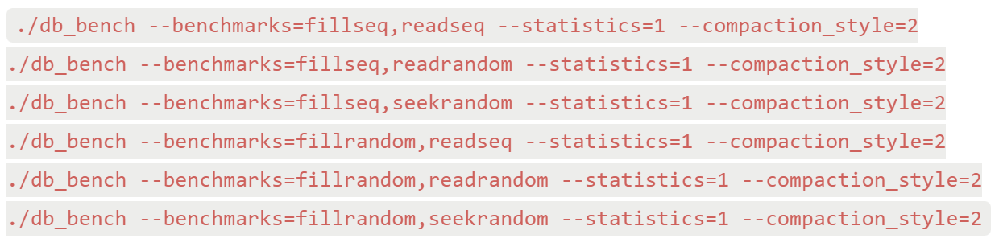 ./db_bench --benchmarks=fillseq,readseq --statistics=1 --compaction_style=2
./db_bench --benchmarks=fillseq,readrandom --statistics=1 --compaction_style=2
./db_bench --benchmarks=fillseq,seekrandom --statistics=1 --compaction_style=2
./db_bench --benchmarks=fillrandom,readseq --statistics=1 --compaction_style=2
./db_bench --benchmarks=fillrandom,readrandom --statistics=1 --compaction_style=2
./db_bench --benchmarks=fillrandom,seekrandom --statistics=1 --compaction_style=2